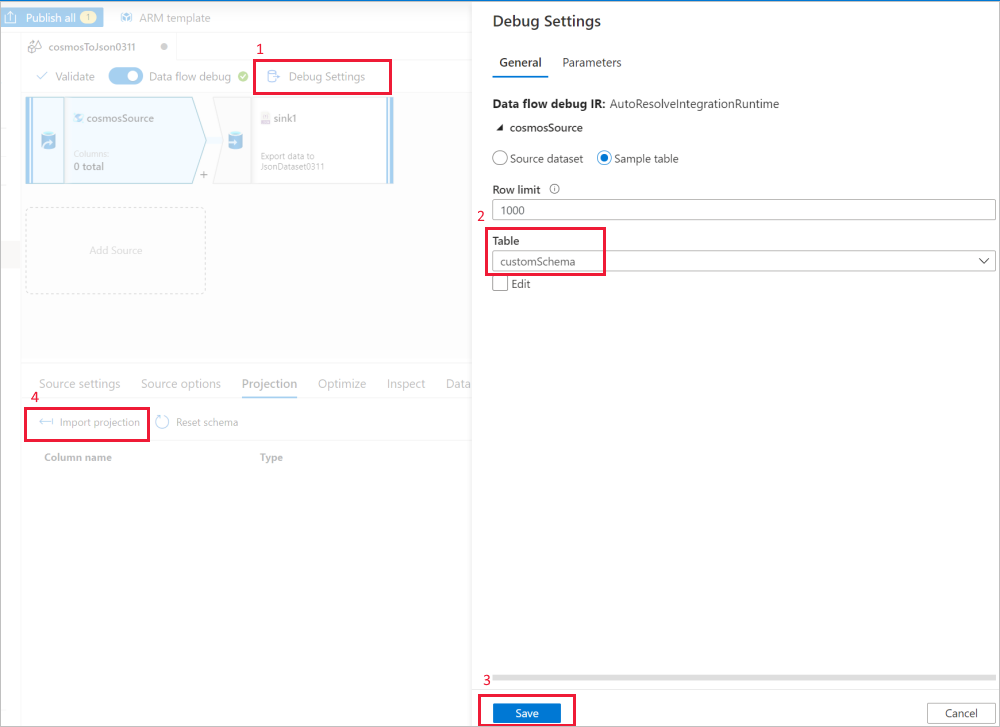 Publish all 1 ARM template
cosmosToJson0311
1
Validate Data flow debug Debug Settings
cosmosSource
Columns:
0 total
+
sink1
Export data to
JsonDataset0311
Add Source
Source settings Source options Projection Optimize Inspect Data
4
Import projection Reset schema
Column name Type
Debug Settings
General Parameters
Data flow debug IR: AutoResolveIntegrationRuntime
cosmosSource
Source dataset Sample table
Row limit
1000
2
Table
customSchema
Edit
3
Save Cancel